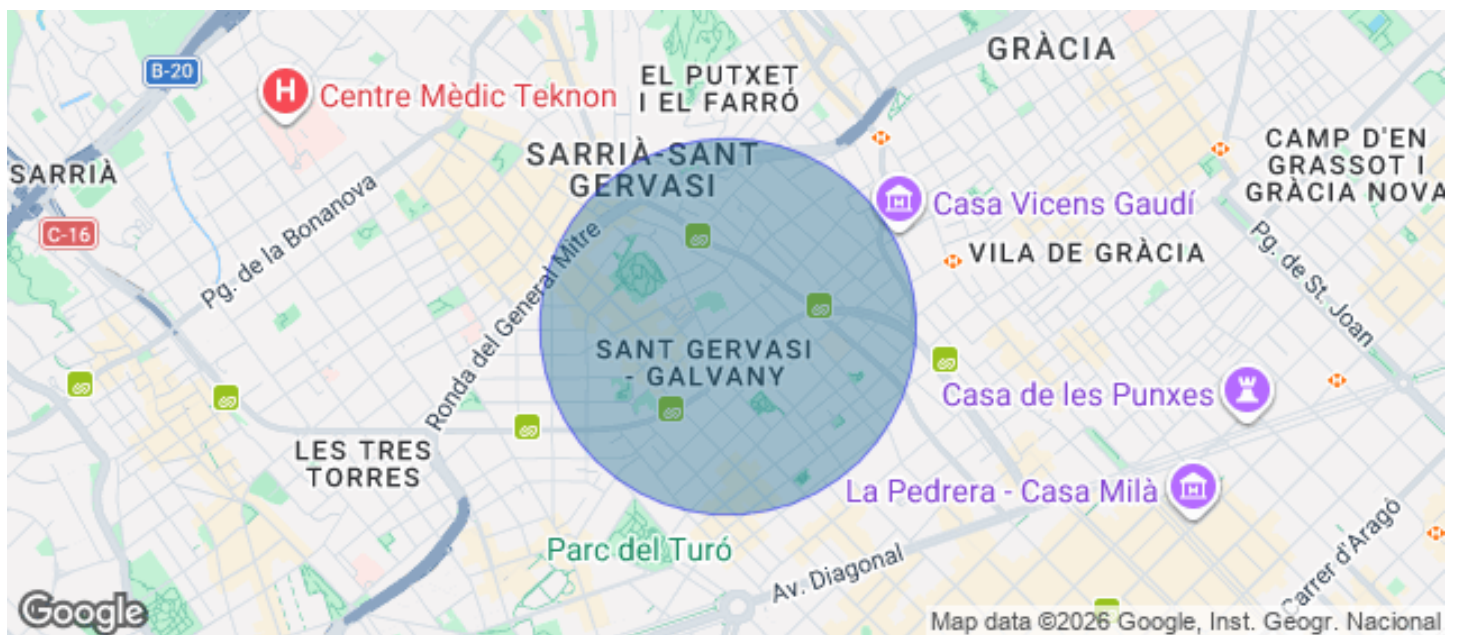 B-20
H
Centre Mèdic Teknon
EL PUTXET
I EL FARRÓ
GRÀCIA
SARRIÀ
SARRIÀ-SANT
GERVASI
CAMP D'EN
GRASSOT I
GRÀCIA NOVA
C-16
Pg. de la Bonanova
Ronda del General Mitre
Casa Vicens Gaudí
VILA DE GRÀCIA
Pg. de St. Joan
SANT GERVASI
- GALVANY
Casa de les Punxes
LES TRES
TORRES
La Pedrera - Casa Milà
Parc del Turó
Av. Diagonal
Carrer d'Aragó
Google
Map data ©2026 Google, Inst. Geogr. Nacional